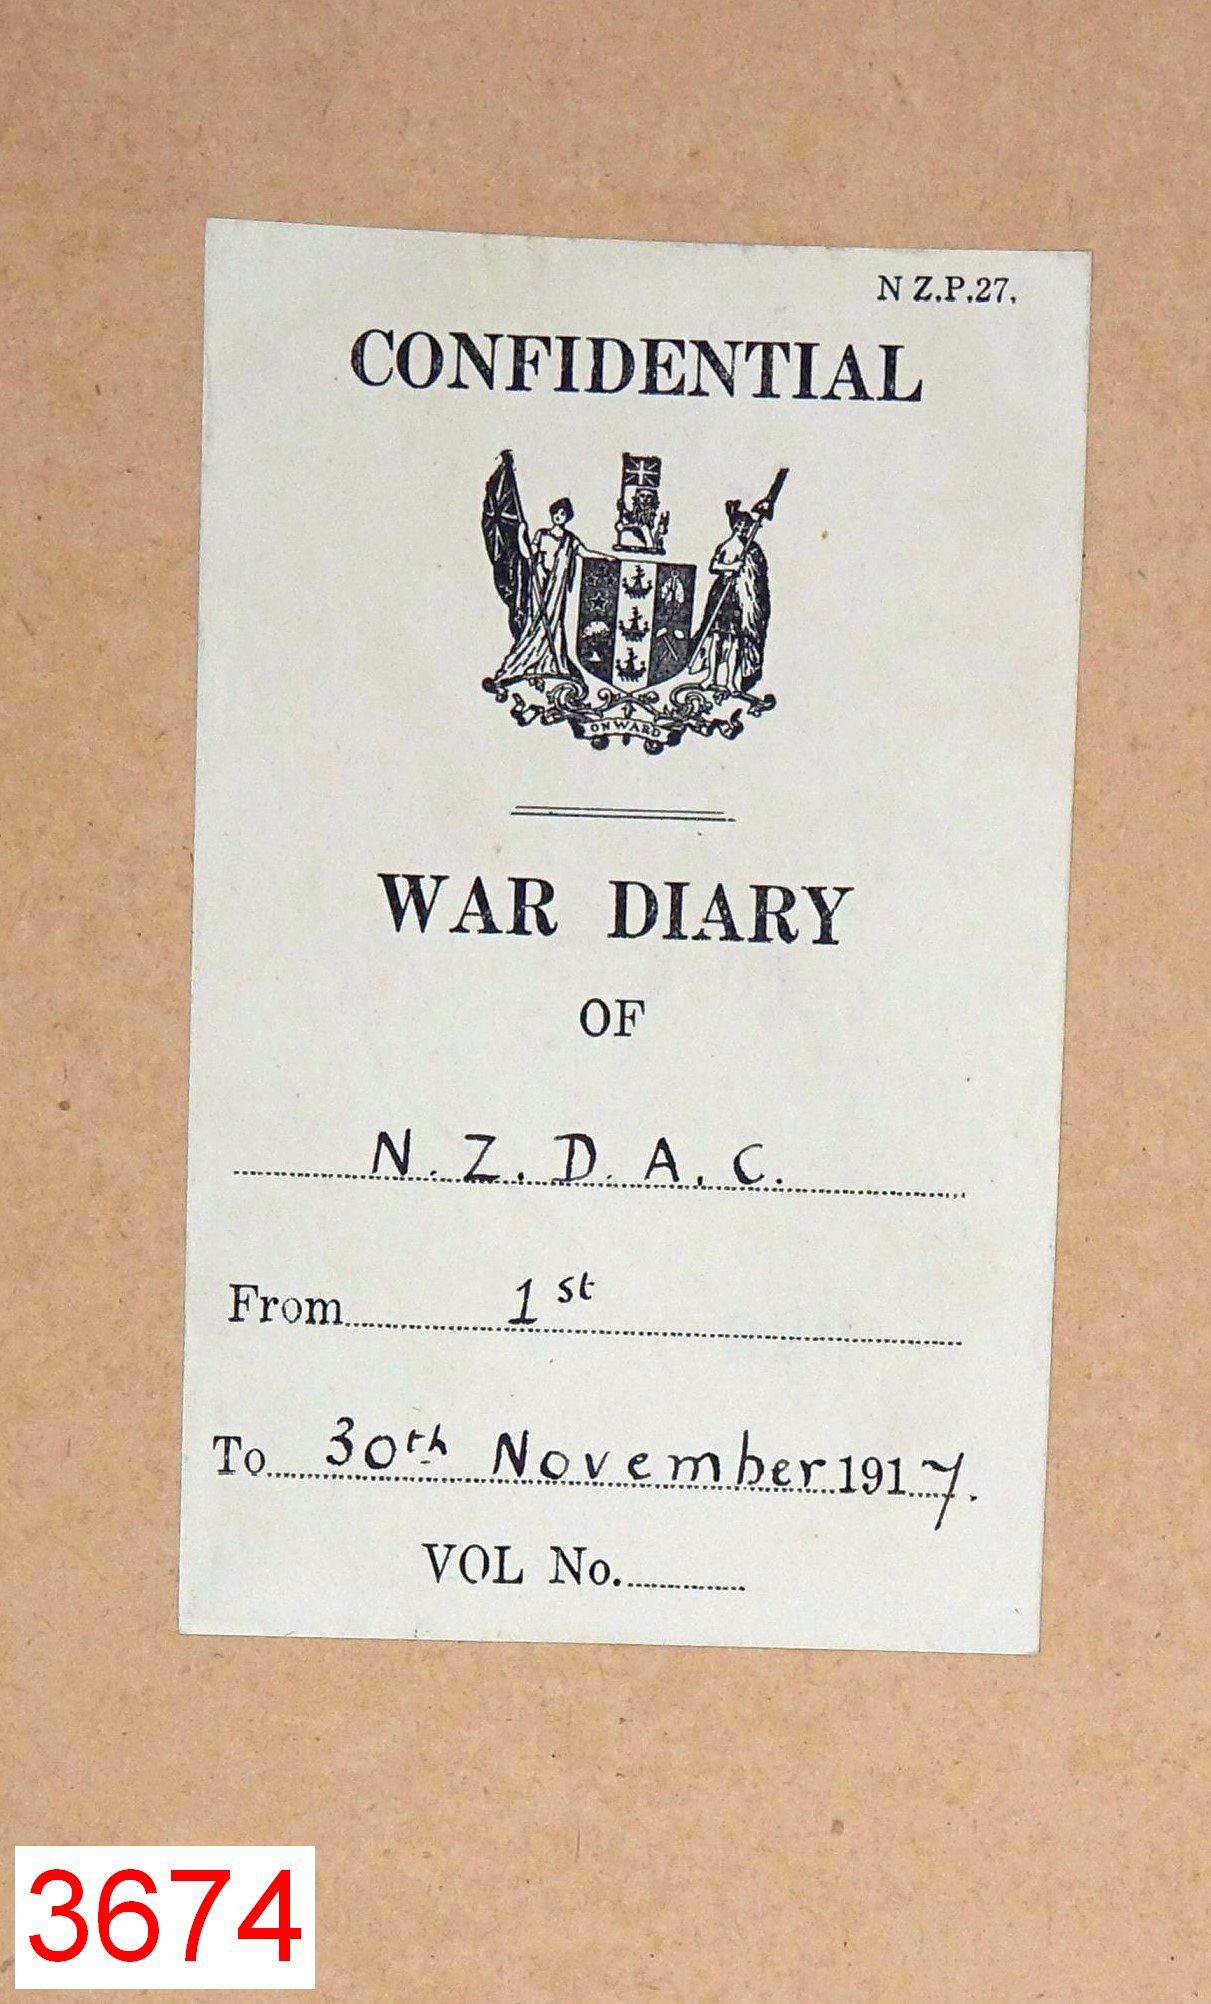 N Z.P.27.
CONFIDENTIAL
ONWARD
WAR DIARY
OF
N. Z. D. A. C.
From 1st
To 30th November 1917.
VOL No.
3674